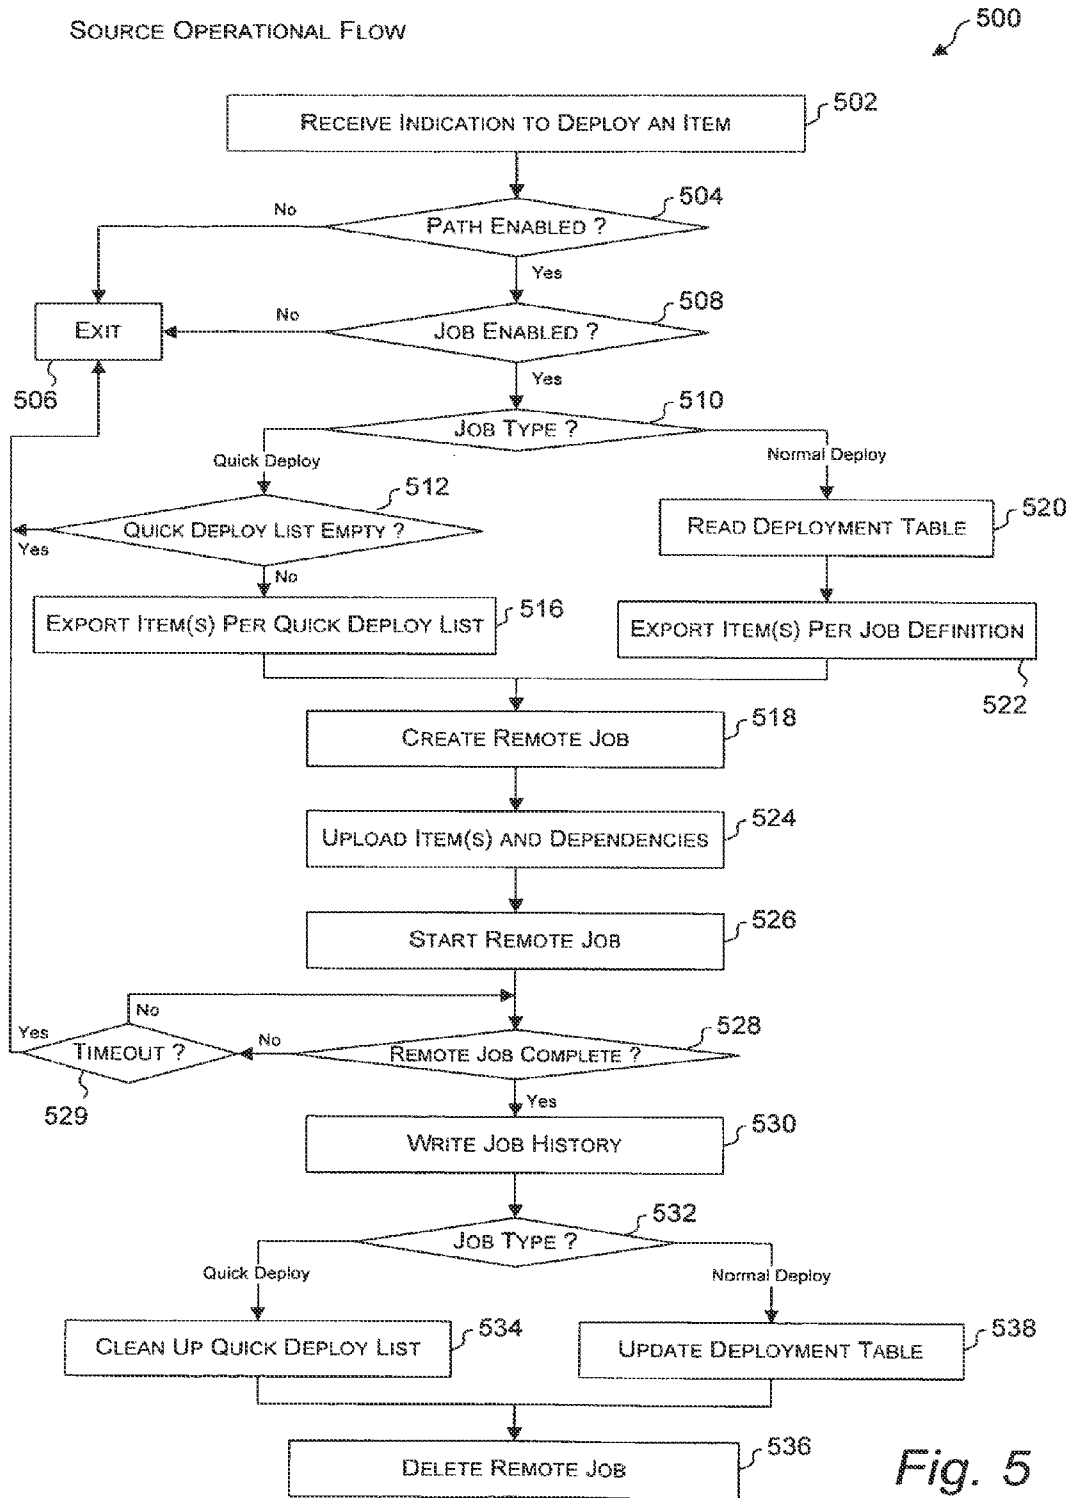 SOURCE OPERATIONAL FLOW
500
RECEIVE INDICATION TO DEPLOY AN ITEM
502
PATH ENABLED ?
504
No
Yes
EXIT
506
JOB ENABLED ?
508
No
Yes
JOB TYPE ?
510
Quick Deploy
Normal Deploy
QUICK DEPLOY LIST EMPTY ?
512
Yes
No
READ DEPLOYMENT TABLE
520
EXPORT ITEM(S) PER QUICK DEPLOY LIST
516
EXPORT ITEM(S) PER JOB DEFINITION
522
CREATE REMOTE JOB
518
UPLOAD ITEM(S) AND DEPENDENCIES
524
START REMOTE JOB
526
No
Yes
TIMEOUT ?
529
No
REMOTE JOB COMPLETE ?
528
Yes
WRITE JOB HISTORY
530
JOB TYPE ?
532
Quick Deploy
Normal Deploy
CLEAN UP QUICK DEPLOY LIST
534
UPDATE DEPLOYMENT TABLE
538
DELETE REMOTE JOB
536
Fig. 5